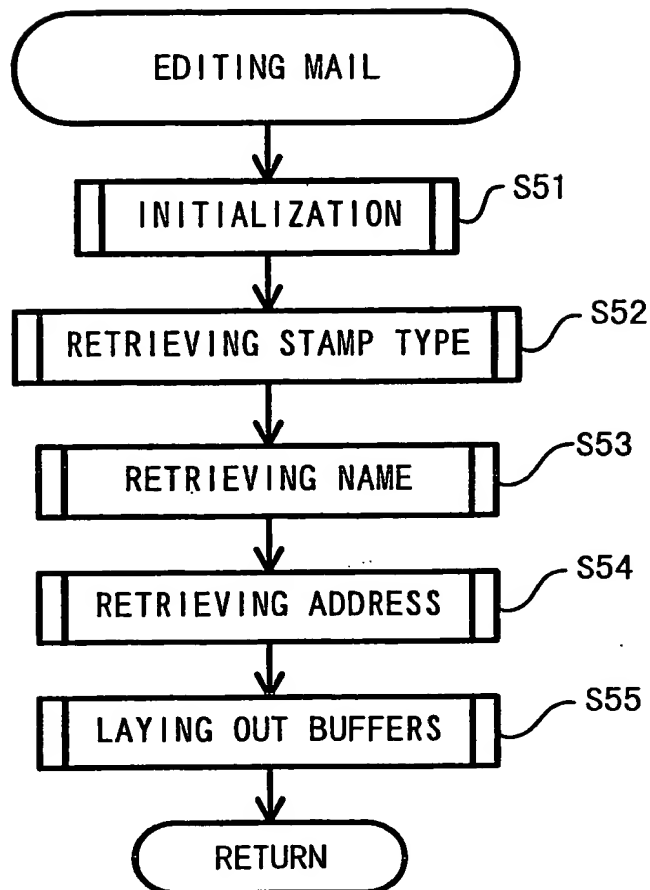 EDITING MAIL
INITIALIZATION
S51
RETRIEVING STAMP TYPE
S52
RETRIEVING NAME
S53
RETRIEVING ADDRESS
S54
LAYING OUT BUFFERS
S55
RETURN